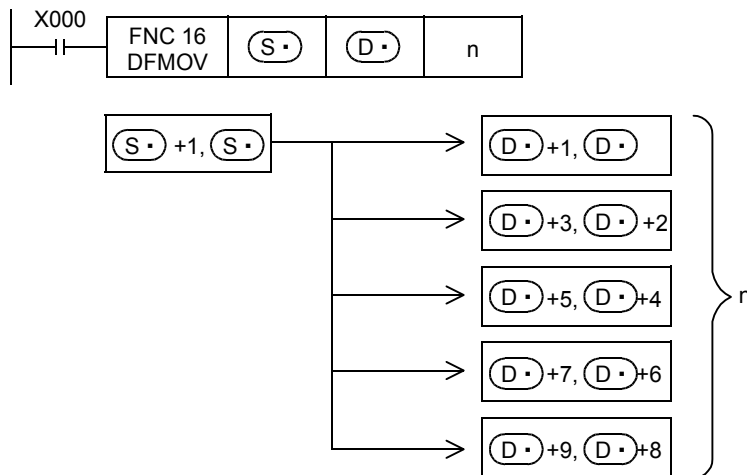 X000
FNC 16
DFMOV
S・
D・
n
S・ +1, S・
D・+1, D・
D・+3, D・ +2
D・+5, D・+4
n
D・+7, D・+6
D・+9, D・+8